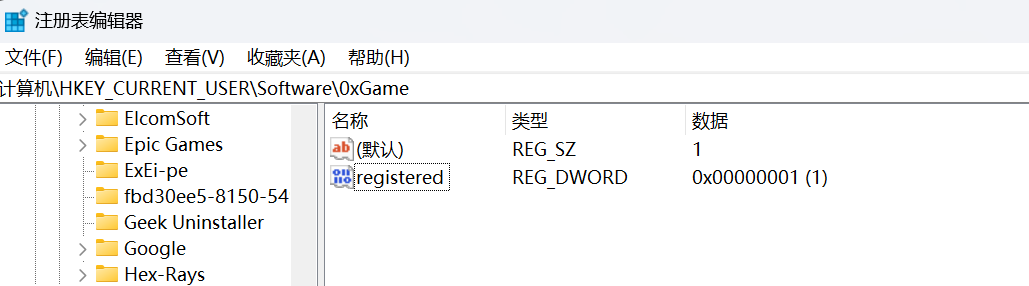 注册表编辑器
文件(F) 编辑(E) 查看(V) 收藏夹(A) 帮助(H)
计算机\HKEY_CURRENT_USER\Software\0xGame
ElcomSoft
Epic Games
ExEi-pe
fbd30ee5-8150-54
Geek Uninstaller
Google
Hex-Rays
名称 类型 数据
ab (默认) REG_SZ 1
registered REG_DWORD 0x00000001 (1)